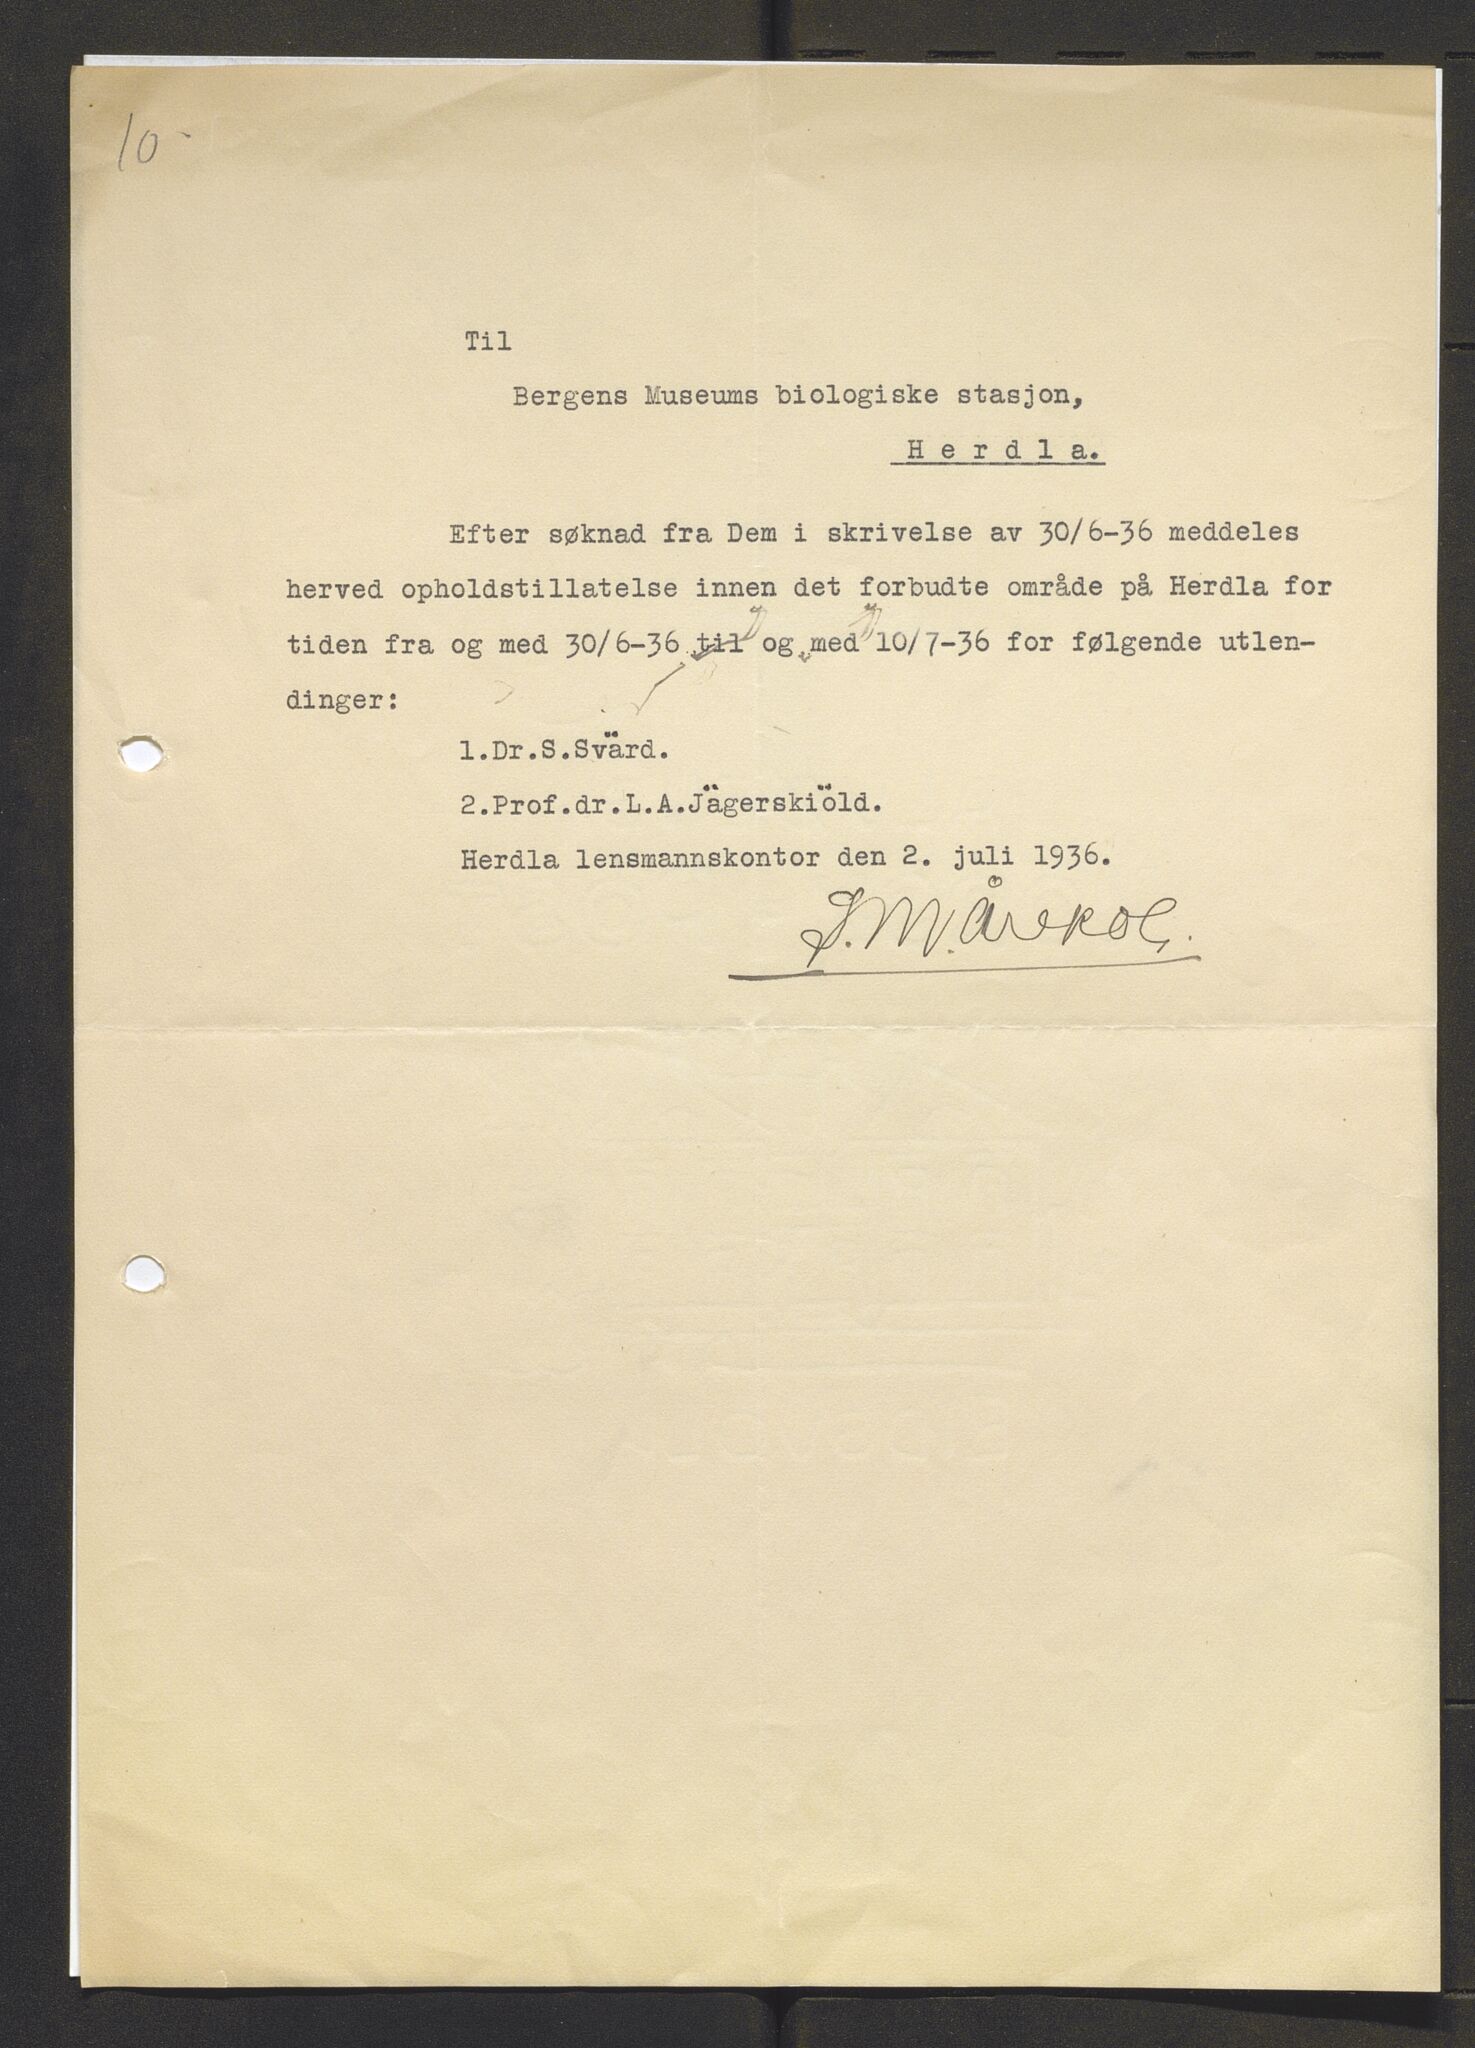 10
Til
Bergens Museums biologiske stasjon,
Herdla.
Efter søknad fra Dem i skrivelse av 30/6-36 meddeles
herved opholdstillatelse innen det forbudte område på Herdla for
tiden fra og med 30/6-36 til og med 10/7-36 for følgende utlen-
dinger:
1.Dr.S.Svärd.
2.Prof.dr.L.A.Jägerskiöld.
Herdla lensmannskontor den 2. juli 1936.